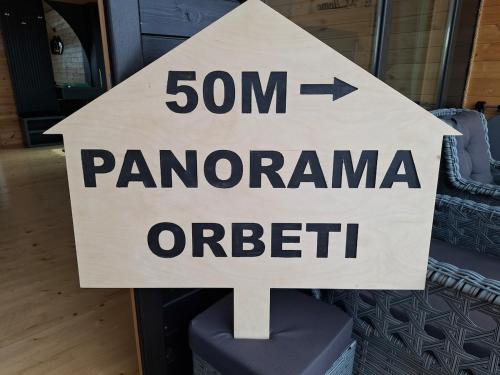 50M →
PANORAMA
ORBETI